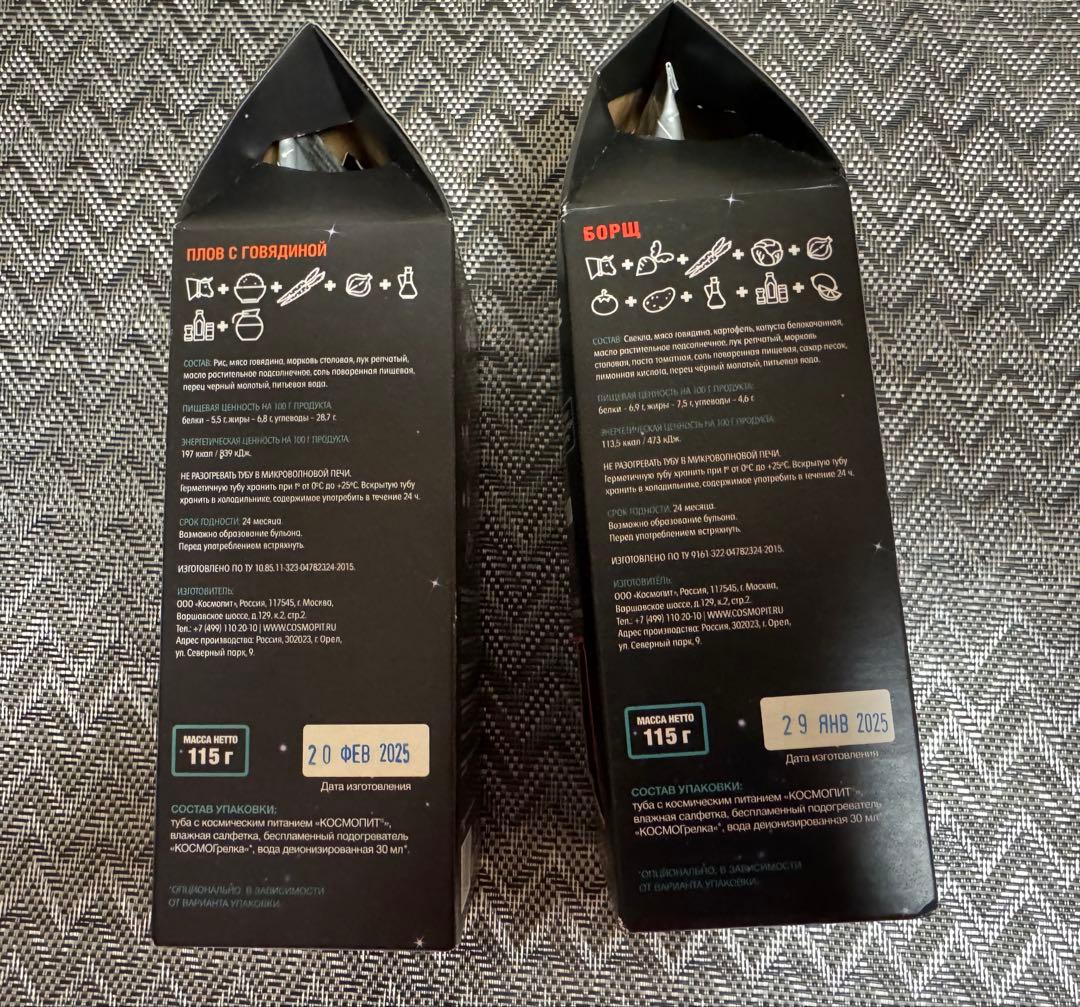 ПЛОВ С ГОВЯДИНОЙ
СОСТАВ: Рис, мясо говядина, морковь столовая, лук репчатый,
масло растительное подсолнечное, соль поваренная пищевая,
перец черный молотый, питьевая вода.
ПИЩЕВАЯ ЦЕННОСТЬ НА 100 Г ПРОДУКТА:
белки - 5,5 г, жиры - 6,8 г, углеводы - 28,7 г.
ЭНЕРГЕТИЧЕСКАЯ ЦЕННОСТЬ НА 100 Г ПРОДУКТА:
197 ккал / 839 кДж.
НЕ РАЗОГРЕВАТЬ ТУБУ В МИКРОВОЛНОВОЙ ПЕЧИ.
Герметичную тубу хранить при t° от 0°С до +25°С. Вскрытую тубу
хранить в холодильнике, содержимое употребить в течение 24 ч.
СРОК ГОДНОСТИ: 24 месяца.
Возможно образование бульона.
Перед употреблением встряхнуть.
ИЗГОТОВЛЕНО ПО ТУ 10.85.11-323-04782324-2015.
ИЗГОТОВИТЕЛЬ:
ООО «Космопит», Россия, 117545, г. Москва,
Варшавское шоссе, д.129, к.2, стр.2.
Тел.: +7 (499) 110-20-10 | WWW.COSMOPIT.RU
Адрес производства: Россия, 302023, г. Орел,
ул. Северный парк, 9.
МАССА НЕТТО
115 г
20 ФЕВ 2025
Дата изготовления
СОСТАВ УПАКОВКИ:
туба с космическим питанием «КОСМОПИТ®»,
влажная салфетка, беспламенный подогреватель
«КОСМОГрелка»*, вода деионизированная 30 мл*.
*ОПЦИОНАЛЬНО, В ЗАВИСИМОСТИ
ОТ ВАРИАНТА УПАКОВКИ.
БОРЩ
СОСТАВ: Свекла, мясо говядина, картофель, капуста белокочанная,
масло растительное подсолнечное, лук репчатый, морковь
столовая, паста томатная, соль поваренная пищевая, сахар песок,
лимонная кислота, перец черный молотый, питьевая вода.
ПИЩЕВАЯ ЦЕННОСТЬ НА 100 Г ПРОДУКТА:
белки - 6,9 г, жиры - 7,5 г, углеводы - 4,6 г.
ЭНЕРГЕТИЧЕСКАЯ ЦЕННОСТЬ НА 100 Г ПРОДУКТА:
113,5 ккал / 473 кДж.
НЕ РАЗОГРЕВАТЬ ТУБУ В МИКРОВОЛНОВОЙ ПЕЧИ.
Герметичную тубу хранить при t° от 0°С до +25°С. Вскрытую тубу
хранить в холодильнике, содержимое употребить в течение 24 ч.
СРОК ГОДНОСТИ: 24 месяца.
Возможно образование бульона.
Перед употреблением встряхнуть.
ИЗГОТОВЛЕНО ПО ТУ 9161-322-04782324-2015.
ИЗГОТОВИТЕЛЬ:
ООО «Космопит», Россия, 117545, г. Москва,
Варшавское шоссе, д.129, к.2, стр.2.
Тел.: +7 (499) 110-20-10 | WWW.COSMOPIT.RU
Адрес производства: Россия, 302023, г. Орел,
ул. Северный парк, 9.
МАССА НЕТТО
115 г
29 ЯНВ 2025
Дата изготовления
СОСТАВ УПАКОВКИ:
туба с космическим питанием «КОСМОПИТ®»,
влажная салфетка, беспламенный подогреватель
«КОСМОГрелка»*, вода деионизированная 30 мл*
*ОПЦИОНАЛЬНО, В ЗАВИСИМОСТИ
ОТ ВАРИАНТА УПАКОВКИ.